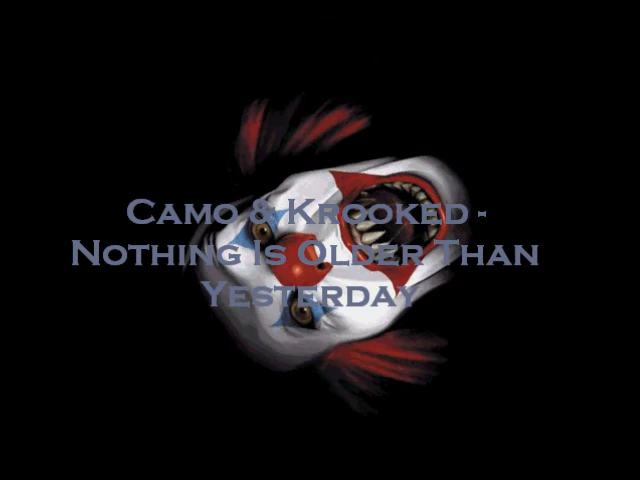 Camo & Krooked -
Nothing Is Older Than
Yesterday